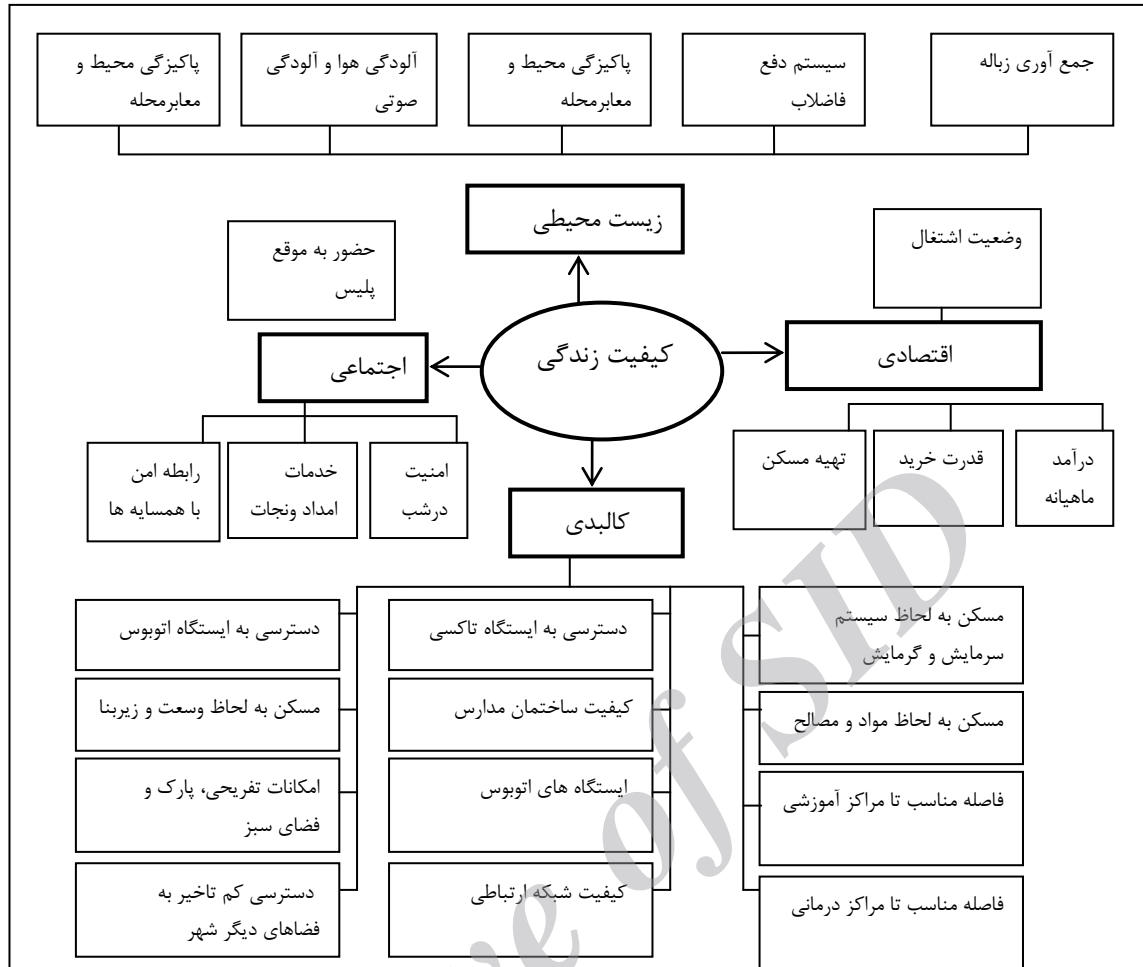 جمع آوری زباله
سیستم دفع
فاضلاب
پاکیزگی محیط و
معابرمحله
آلودگی هوا و آلودگی
صوتی
پاکیزگی محیط و
معابرمحله
زیست محیطی
وضعیت اشتغال
حضور به موقع
پلیس
کیفیت زندگی
اقتصادی
اجتماعی
درآمد
ماهیانه
قدرت خرید
تهیه مسکن
امنیت
درشب
خدمات
امداد ونجات
رابطه امن
با همسایه ها
کالبدی
مسکن به لحاظ سیستم
سرمایش و گرمایش
مسکن به لحاظ مواد و مصالح
فاصله مناسب تا مراکز آموزشی
فاصله مناسب تا مراکز درمانی
دسترسی به ایستگاه تاکسی
کیفیت ساختمان مدارس
ایستگاه های اتوبوس
کیفیت شبکه ارتباطی
دسترسی به ایستگاه اتوبوس
مسکن به لحاظ وسعت و زیربنا
امکانات تفریحی، پارک و
فضای سبز
دسترسی کم تاخیر به
فضاهای دیگر شهر
of SID